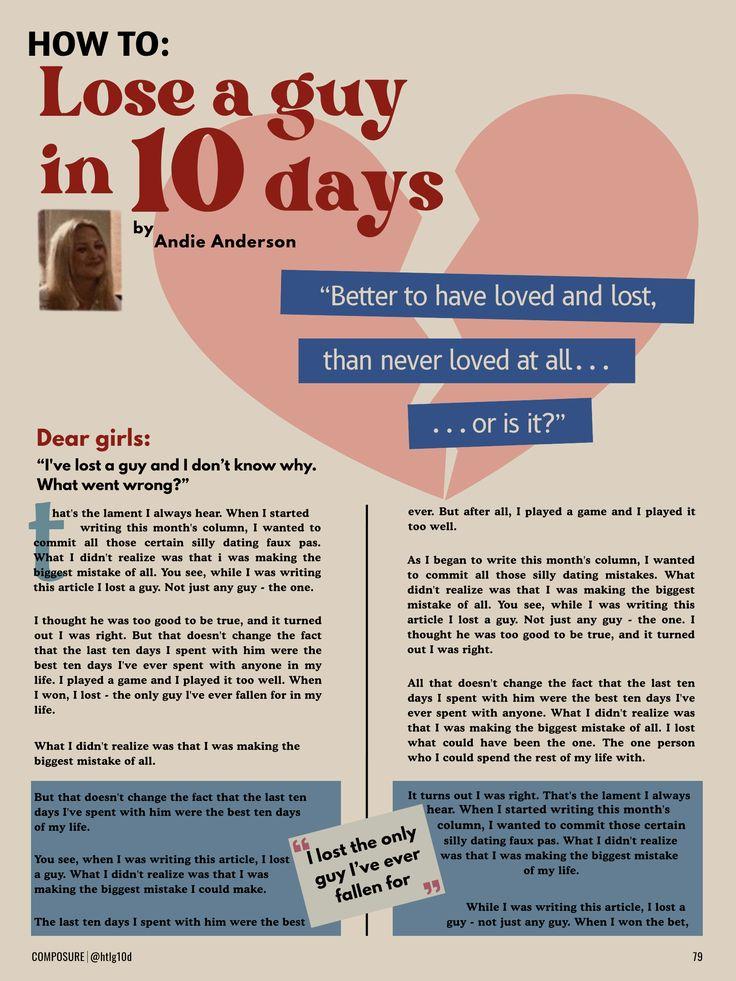 HOW TO:
Lose a guy
in 10 days
by
Andie Anderson
“Better to have loved and lost,
than never loved at all...
...or is it?”
Dear girls:
“I've lost a guy and I don’t know why.
What went wrong?”
that's the lament I always hear. When I started
writing this month's column, I wanted to
commit all those certain silly dating faux pas.
What I didn't realize was that i was making the
biggest mistake of all. You see, while I was writing
this article I lost a guy. Not just any guy - the one.
I thought he was too good to be true, and it turned
out I was right. But that doesn't change the fact
that the last ten days I spent with him were the
best ten days I've ever spent with anyone in my
life. I played a game and I played it too well. When
I won, I lost - the only guy I've ever fallen for in my
life.
What I didn't realize was that I was making the
biggest mistake of all.
But that doesn't change the fact that the last ten
days I've spent with him were the best ten days
of my life.
You see, when I was writing this article, I lost
a guy. What I didn't realize was that I was
making the biggest mistake I could make.
The last ten days I spent with him were the best
ever. But after all, I played a game and I played it
too well.
As I began to write this month's column, I wanted
to commit all those silly dating mistakes. What
didn't realize was that I was making the biggest
mistake of all. You see, while I was writing this
article I lost a guy. Not just any guy - the one. I
thought he was too good to be true, and it turned
out I was right.
All that doesn't change the fact that the last ten
days I spent with him were the best ten days I've
ever spent with anyone. What I didn't realize was
that I was making the biggest mistake of all. I lost
what could have been the one. The one person
who I could spend the rest of my life with.
It turns out I was right. That's the lament I always
hear. When I started writing this month's
column, I wanted to commit those certain
silly dating faux pas. What I didn't realize
was that I was making the biggest mistake
of my life.
While I was writing this article, I lost a
guy - not just any guy. When I won the bet,
“I lost the only
guy I’ve ever
fallen for”
COMPOSURE | @htlg10d
79